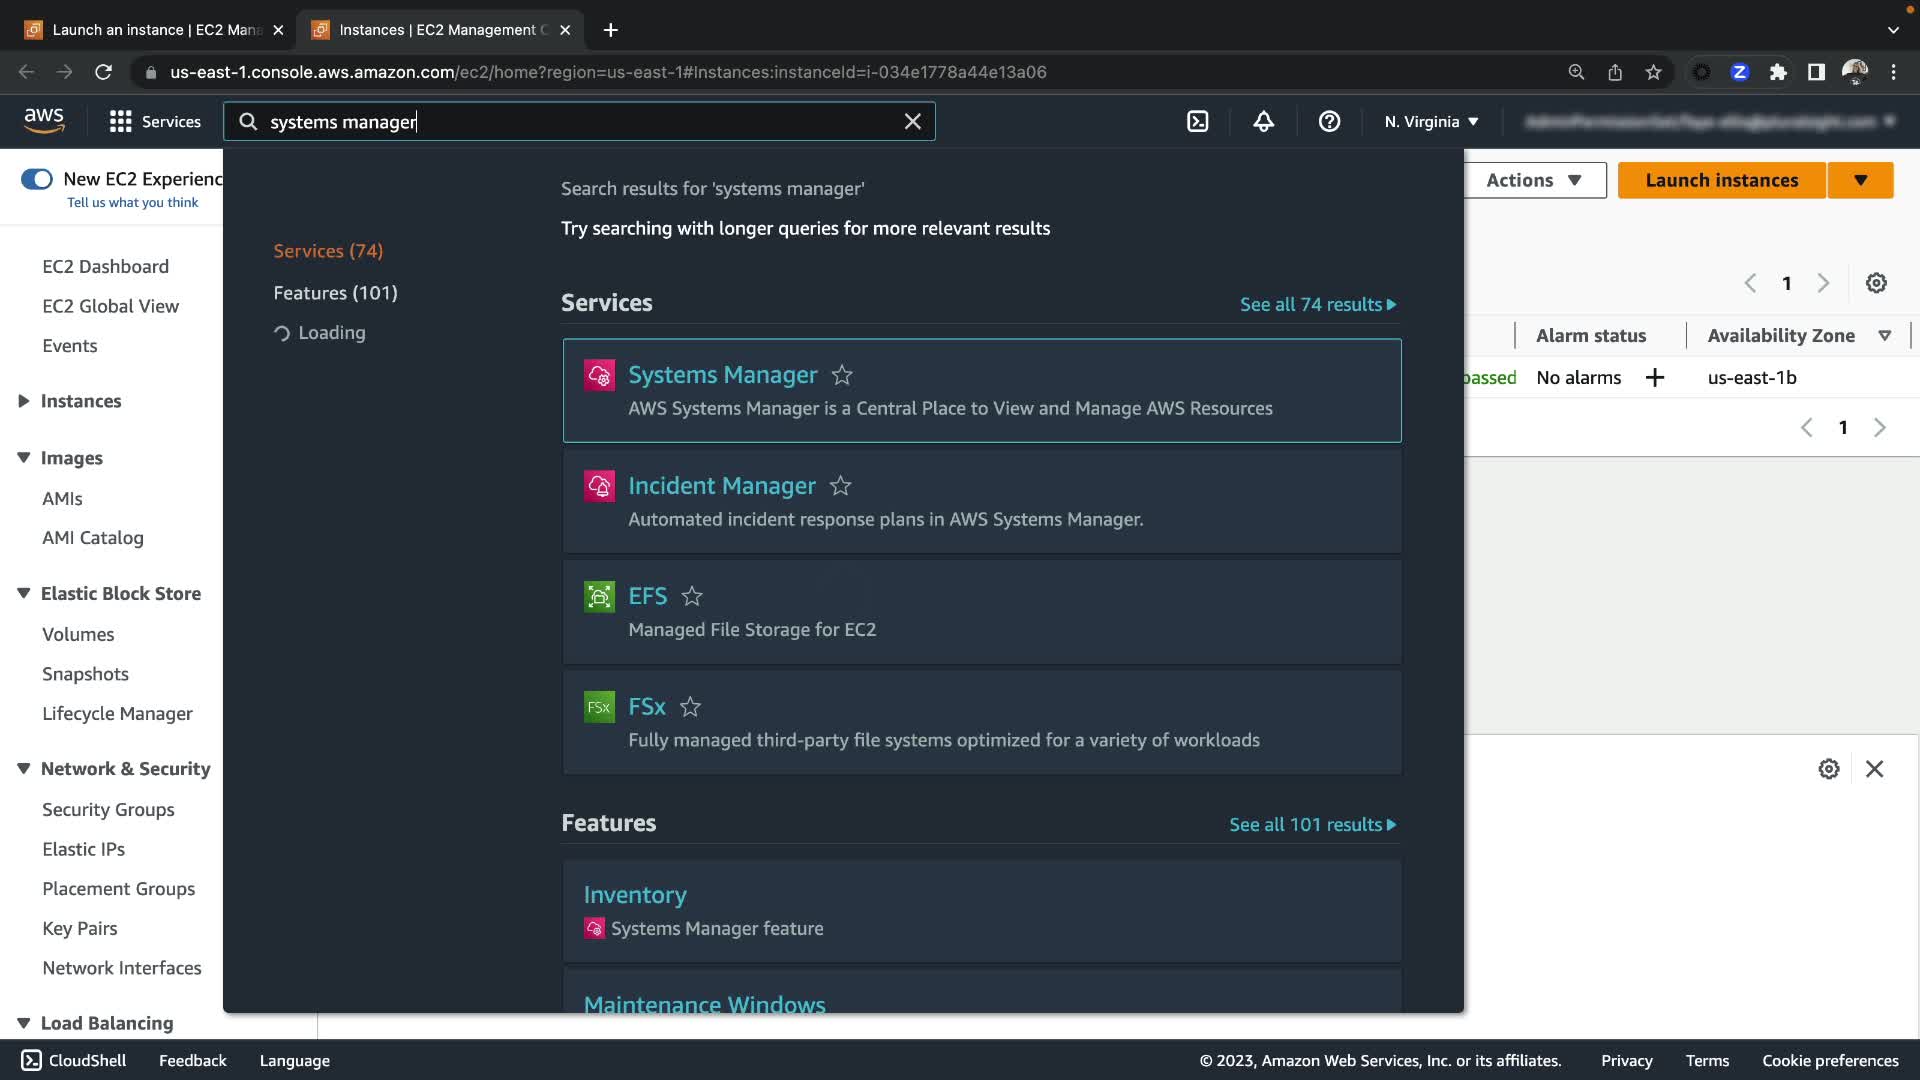 Launch an instance | EC2 Mana
Instances | EC2 Management C
us-east-1.console.aws.amazon.com/ec2/home?region=us-east-1#Instances:instanceId=i-034e1778a44e13a06
Z
aws
Services
systems manager
N. Virginia
New EC2 Experienc
Tell us what you think
EC2 Dashboard
EC2 Global View
Events
Instances
Images
AMIs
AMI Catalog
Elastic Block Store
Volumes
Snapshots
Lifecycle Manager
Network & Security
Security Groups
Elastic IPs
Placement Groups
Key Pairs
Network Interfaces
Load Balancing
Services (74)
Features (101)
Loading
Search results for 'systems manager'
Try searching with longer queries for more relevant results
Services
See all 74 results
Systems Manager
AWS Systems Manager is a Central Place to View and Manage AWS Resources
Incident Manager
Automated incident response plans in AWS Systems Manager.
EFS
Managed File Storage for EC2
FSx
FSx
Fully managed third-party file systems optimized for a variety of workloads
Features
See all 101 results
Inventory
Systems Manager feature
Maintenance Windows
Actions
Launch instances
1
Alarm status
Availability Zone
passed
No alarms
us-east-1b
1
CloudShell
Feedback
Language
© 2023, Amazon Web Services, Inc. or its affiliates.
Privacy
Terms
Cookie preferences